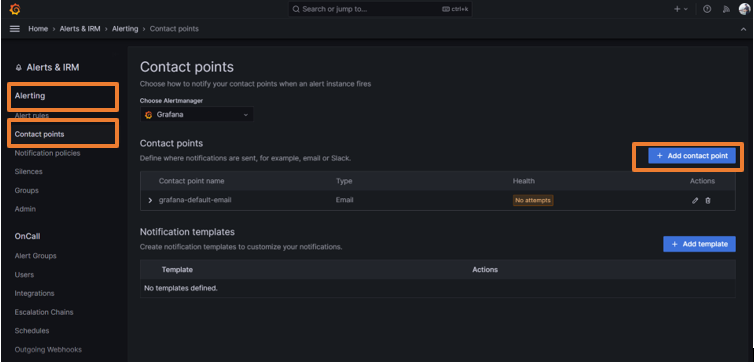 Search or jump to...
ctrl+k
Home › Alerts & IRM › Alerting › Contact points
Alerts & IRM
Alerting
Alert rules
Contact points
Notification policies
Silences
Groups
Admin
OnCall
Alert Groups
Users
Integrations
Escalation Chains
Schedules
Outgoing Webhooks
Contact points
Choose how to notify your contact points when an alert instance fires
Choose Alertmanager
Grafana
Contact points
Define where notifications are sent, for example, email or Slack.
+ Add contact point
Contact point name Type Health Actions
grafana-default-email Email No attempts
Notification templates
Create notification templates to customize your notifications.
+ Add template
Template Actions
No templates defined.